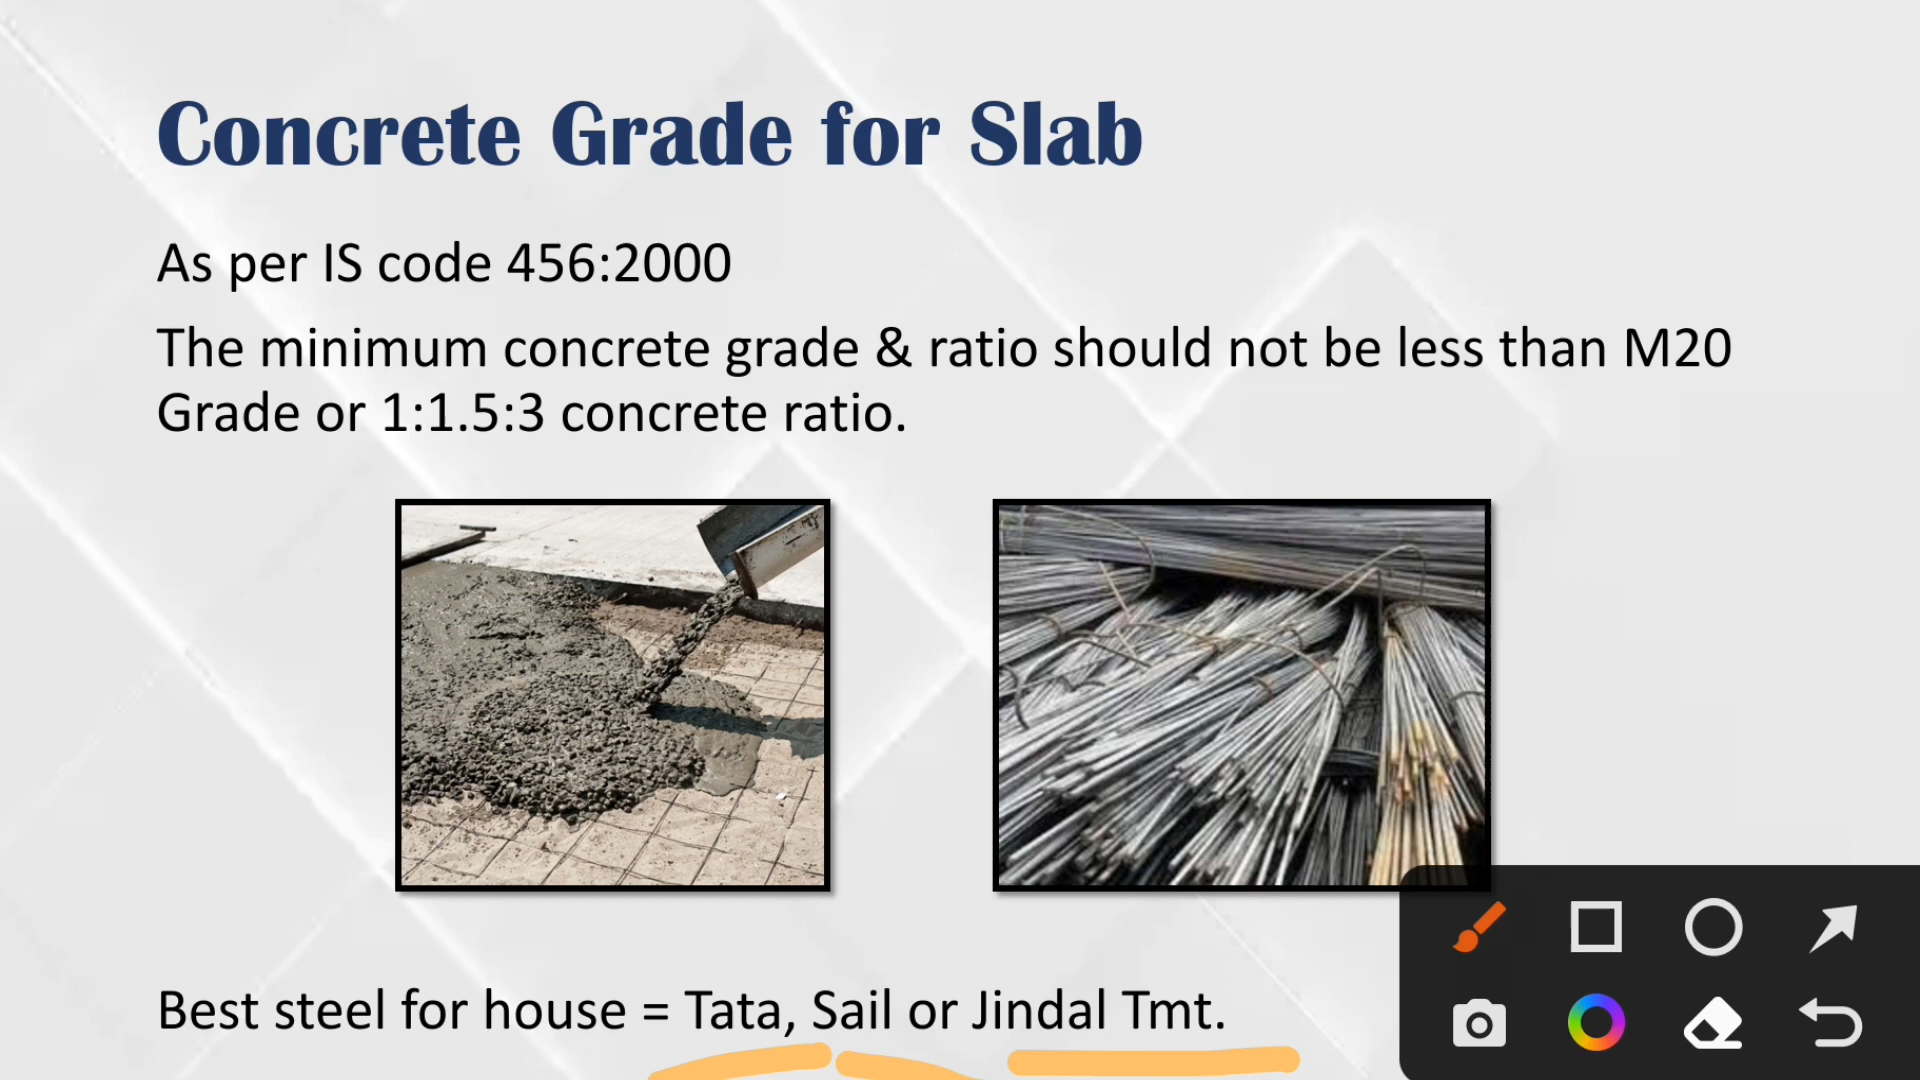 Concrete Grade for Slab
As per IS code 456:2000
The minimum concrete grade & ratio should not be less than M20
Grade or 1:1.5:3 concrete ratio.
Best steel for house = Tata, Sail or Jindal Tmt.